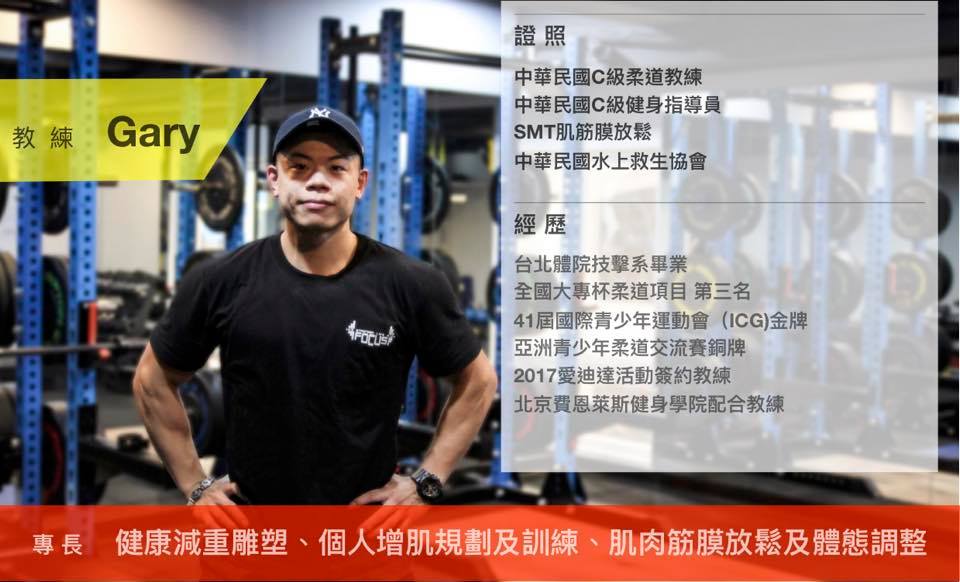 教練 Gary
NY
FOCUS
證照
中華民國C級柔道教練
中華民國C級健身指導員
SMT肌筋膜放鬆
中華民國水上救生協會
經歷
台北體院技擊系畢業
全國大專杯柔道項目 第三名
41屆國際青少年運動會（ICG)金牌
亞洲青少年柔道交流賽銅牌
2017愛迪達活動簽約教練
北京費恩萊斯健身學院配合教練
專長 健康減重雕塑、個人增肌規劃及訓練、肌肉筋膜放鬆及體態調整